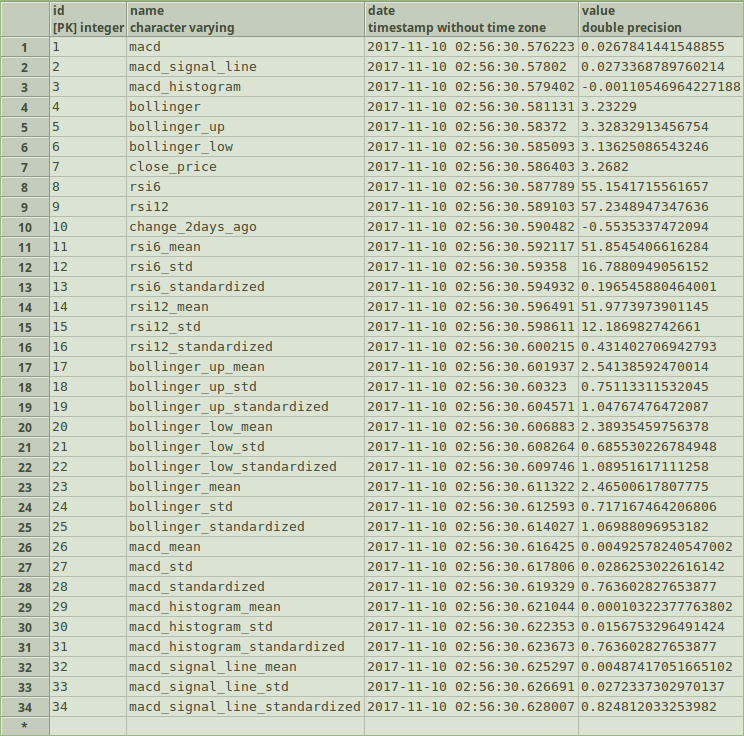 id name date value
[PK] integer character varying timestamp without time zone double precision
1 1 macd 2017-11-10 02:56:30.576223 0.0267841441548855
2 2 macd_signal_line 2017-11-10 02:56:30.57802 0.0273368789760214
3 3 macd_histogram 2017-11-10 02:56:30.579402 -0.00110546964227188
4 4 bollinger 2017-11-10 02:56:30.581131 3.23229
5 5 bollinger_up 2017-11-10 02:56:30.58372 3.32832913456754
6 6 bollinger_low 2017-11-10 02:56:30.585093 3.13625086543246
7 7 close_price 2017-11-10 02:56:30.586403 3.2682
8 8 rsi6 2017-11-10 02:56:30.587789 55.1541715561657
9 9 rsi12 2017-11-10 02:56:30.589103 57.2348947347636
10 10 change_2days_ago 2017-11-10 02:56:30.590482 -0.5535337472094
11 11 rsi6_mean 2017-11-10 02:56:30.592117 51.8545406616284
12 12 rsi6_std 2017-11-10 02:56:30.59358 16.7880949056152
13 13 rsi6_standardized 2017-11-10 02:56:30.594932 0.196545880464001
14 14 rsi12_mean 2017-11-10 02:56:30.596491 51.9773973901145
15 15 rsi12_std 2017-11-10 02:56:30.598611 12.186982742661
16 16 rsi12_standardized 2017-11-10 02:56:30.600215 0.431402706942793
17 17 bollinger_up_mean 2017-11-10 02:56:30.601937 2.54138592470014
18 18 bollinger_up_std 2017-11-10 02:56:30.60323 0.75113311532045
19 19 bollinger_up_standardized 2017-11-10 02:56:30.604571 1.04767476472087
20 20 bollinger_low_mean 2017-11-10 02:56:30.606883 2.38935459756378
21 21 bollinger_low_std 2017-11-10 02:56:30.608264 0.685530226784948
22 22 bollinger_low_standardized 2017-11-10 02:56:30.609746 1.08951617111258
23 23 bollinger_mean 2017-11-10 02:56:30.611322 2.46500617807775
24 24 bollinger_std 2017-11-10 02:56:30.612593 0.717167464206806
25 25 bollinger_standardized 2017-11-10 02:56:30.614027 1.06988096953182
26 26 macd_mean 2017-11-10 02:56:30.616425 0.00492578240547002
27 27 macd_std 2017-11-10 02:56:30.617806 0.0286253022616142
28 28 macd_standardized 2017-11-10 02:56:30.619329 0.763602827653877
29 29 macd_histogram_mean 2017-11-10 02:56:30.621044 0.00010322377763802
30 30 macd_histogram_std 2017-11-10 02:56:30.622353 0.0156753296491424
31 31 macd_histogram_standardized 2017-11-10 02:56:30.623673 0.763602827653877
32 32 macd_signal_line_mean 2017-11-10 02:56:30.625297 0.00487417051665102
33 33 macd_signal_line_std 2017-11-10 02:56:30.626691 0.0272337302970137
34 34 macd_signal_line_standardized 2017-11-10 02:56:30.628007 0.824812033253982
*